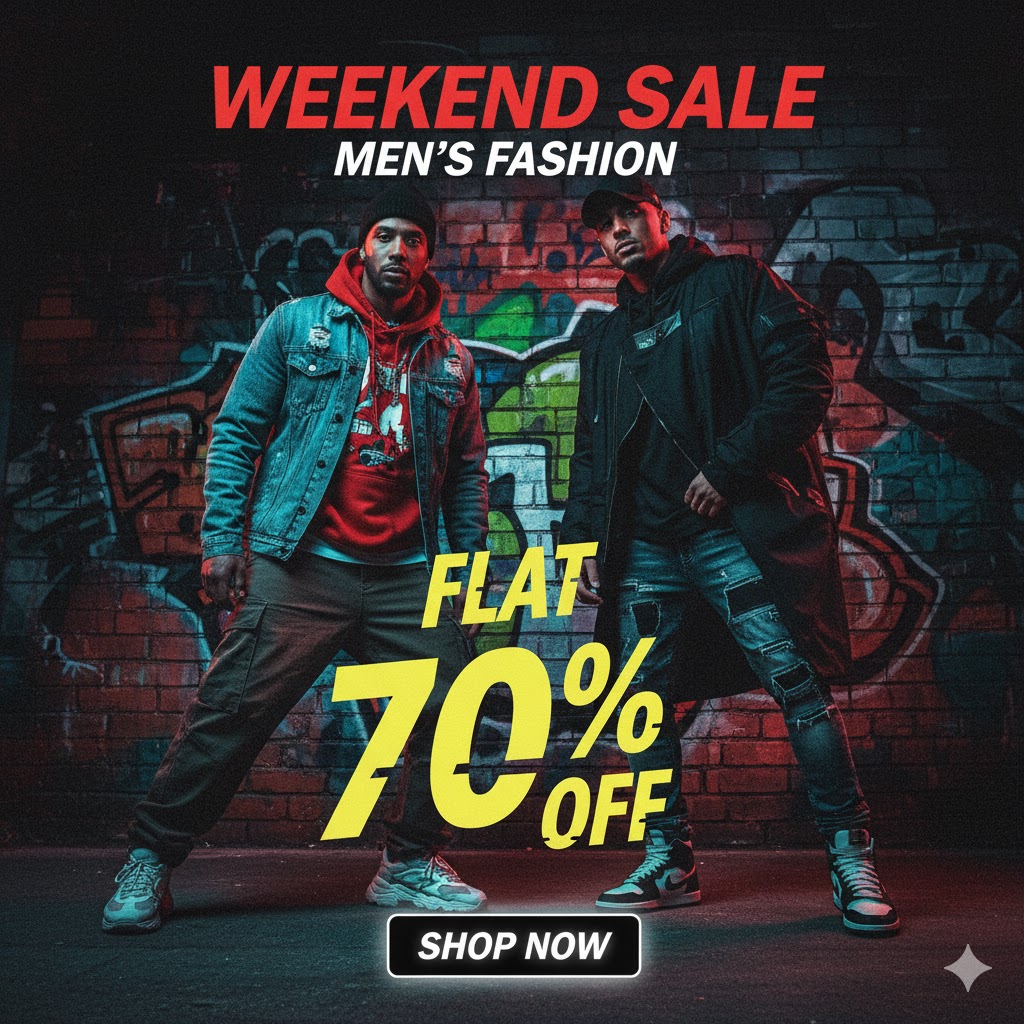 WEEKEND SALE
MEN'S FASHION
FLAT
70%
OFF
SHOP NOW